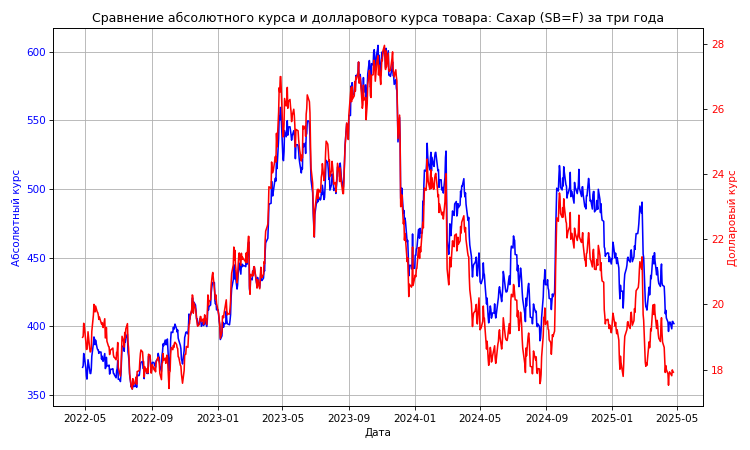 Сравнение абсолютного курса и долларового курса товара: Сахар (SB=F) за три года
Абсолютный курс
600
550
500
450
400
350
28
26
24
22
20
18
Долларовый курс
2022-05 2022-09 2023-01 2023-05 2023-09 2024-01 2024-05 2024-09 2025-01 2025-05
Дата